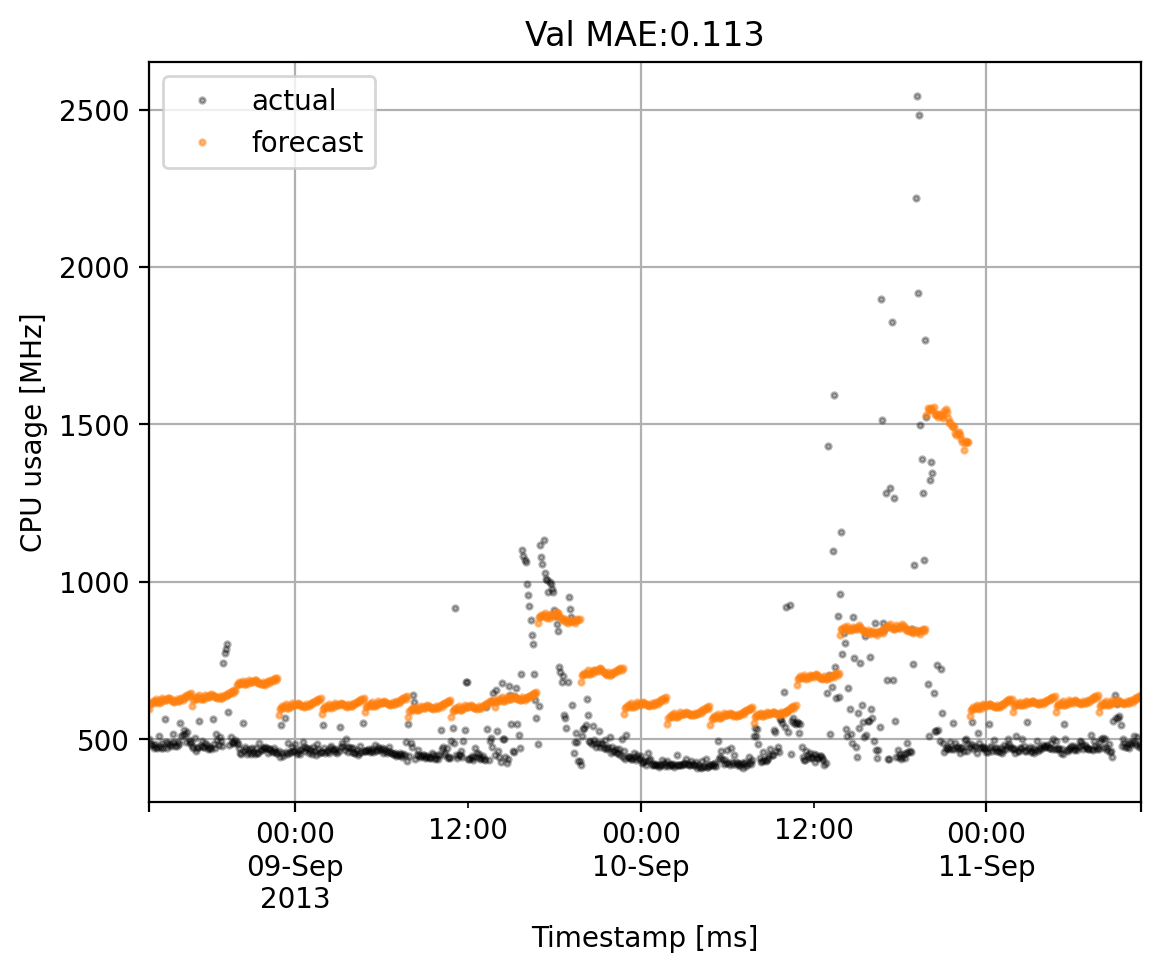 Val MAE:0.113
actual
forecast
2500
2000
1500
1000
500
CPU usage [MHz]
00:00
09-Sep
2013
12:00
00:00
10-Sep
12:00
00:00
11-Sep
Timestamp [ms]